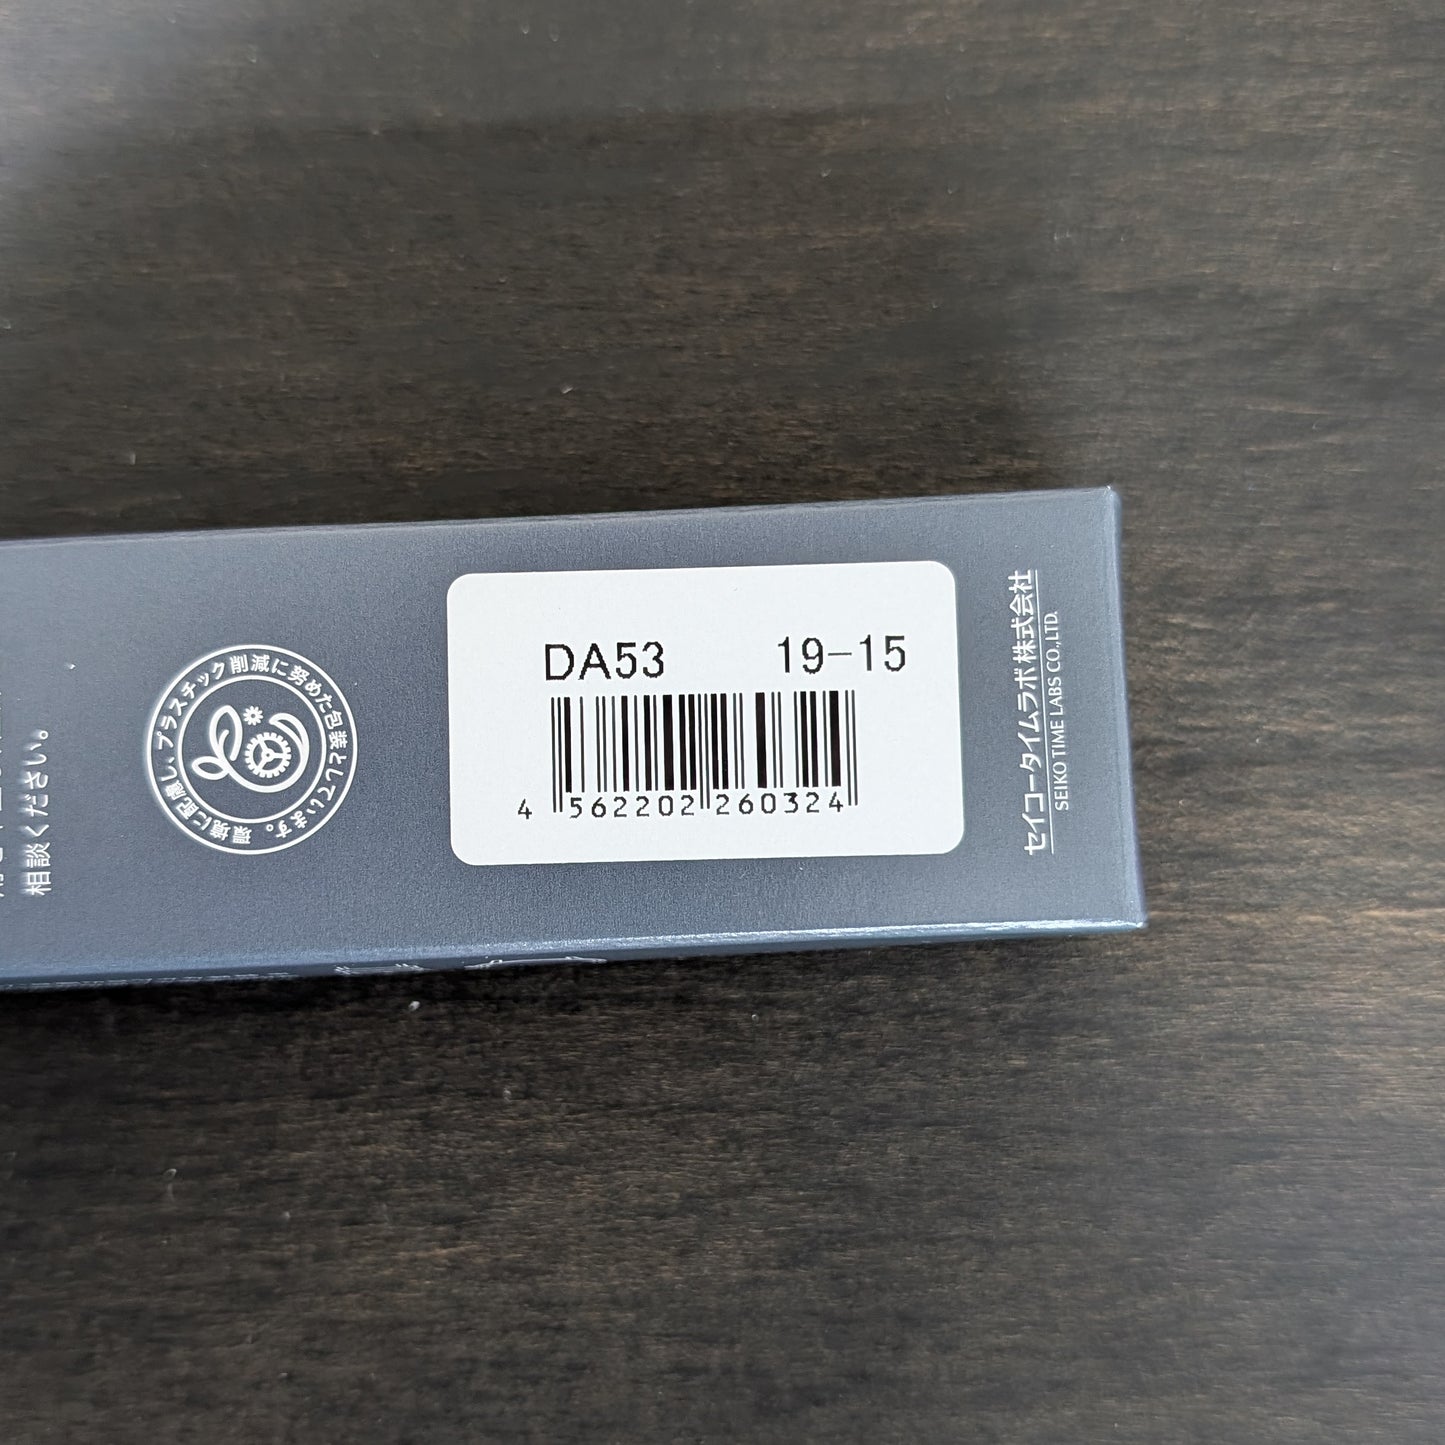 相談ください。
環境に配慮し、プラスチック削減に努めた包装としています。
DA53 19-15
4 562202 260324
セイコータイムラボ株式会社
SEIKO TIME LABS CO.,LTD.